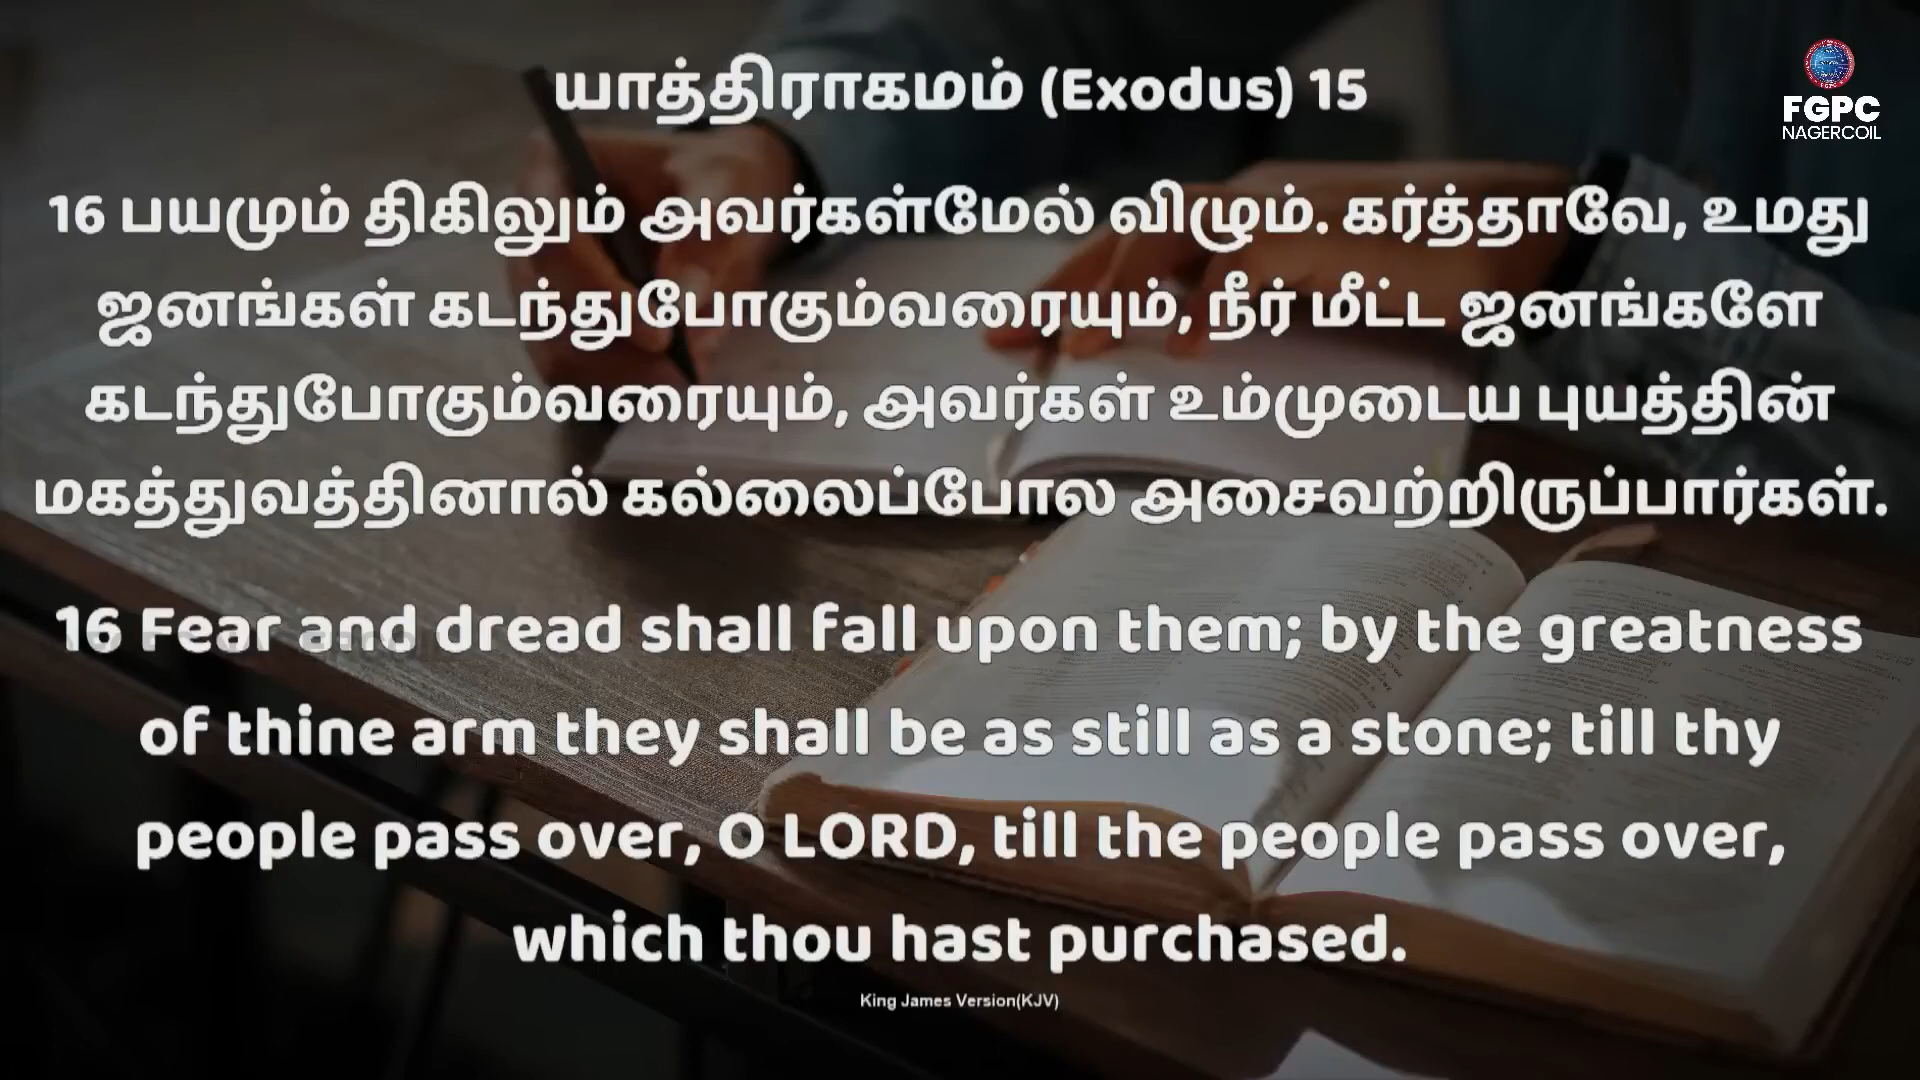 யாத்திராகமம் (Exodus) 15
FGPC
NAGERCOIL
16 பயமும் திகிலும் அவர்கள்மேல் விழும். கர்த்தாவே, உமது
ஜனங்கள் கடந்துபோகும்வரையும், நீர் மீட்ட ஜனங்களே
கடந்துபோகும்வரையும், அவர்கள் உம்முடைய புயத்தின்
மகத்துவத்தினால் கல்லைப்போல அசைவற்றிருப்பார்கள்.
16 Fear and dread shall fall upon them; by the greatness
of thine arm they shall be as still as a stone; till thy
people pass over, O LORD, till the people pass over,
which thou hast purchased.
King James Version(KJV)